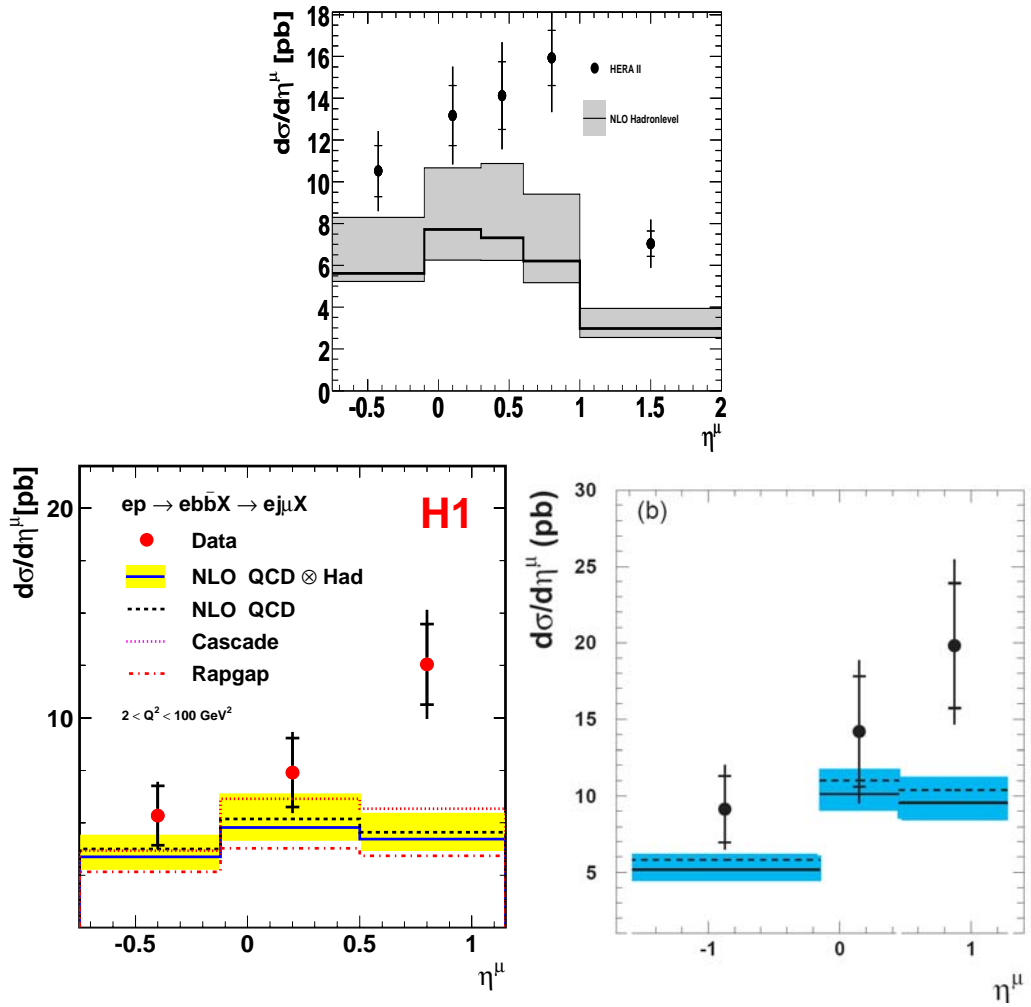 dσ/dη^μ [pb]
18
16
14
12
10
8
6
4
2
0
HERA II
NLO Hadronlevel
-0.5 0 0.5 1 1.5 2
η^μ
dσ/dη^μ[pb]
20
10
ep → ebb̄X → ejμX
H1
Data
NLO QCD ⊗ Had
NLO QCD
Cascade
Rapgap
2 < Q² < 100 GeV²
-0.5 0 0.5 1
η^μ
dσ/dη^μ (pb)
(b)
30
25
20
15
10
5
-1 0 1
η^μ